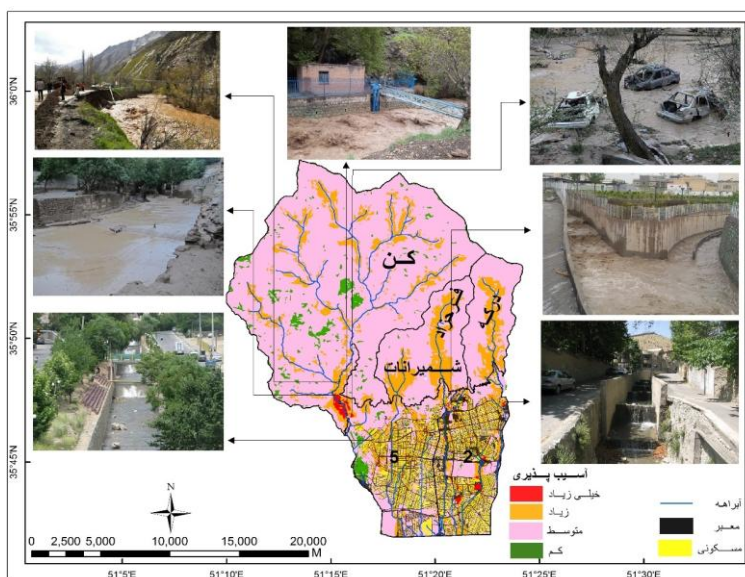 36°0'N
35°55'N
35°50'N
35°45'N
کن
فرحزاد
درکه
شمیرانات
5
2
N
0 2,500 5,000 10,000 15,000 20,000
M
آسیب پذیری
خیلی زیاد
زیاد
متوسط
کم
آبراهه
معبر
مسکونی
51°5'E 51°10'E 51°15'E 51°20'E 51°25'E 51°30'E